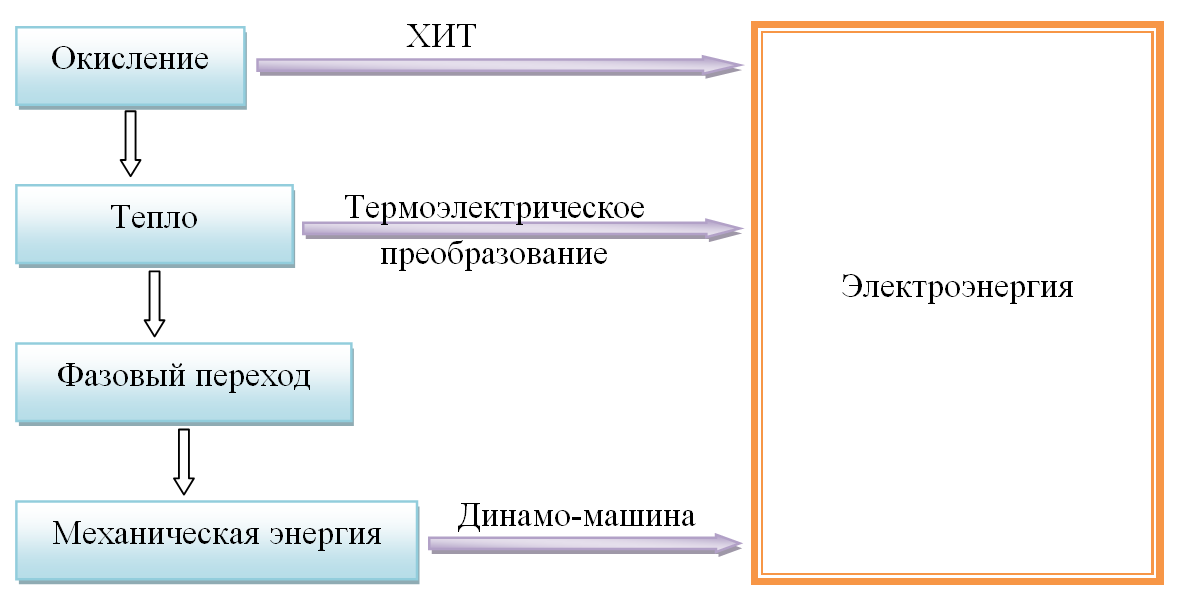 Окисление
ХИТ
Тепло
Термоэлектрическое
преобразование
Электроэнергия
Фазовый переход
Механическая энергия
Динамо-машина